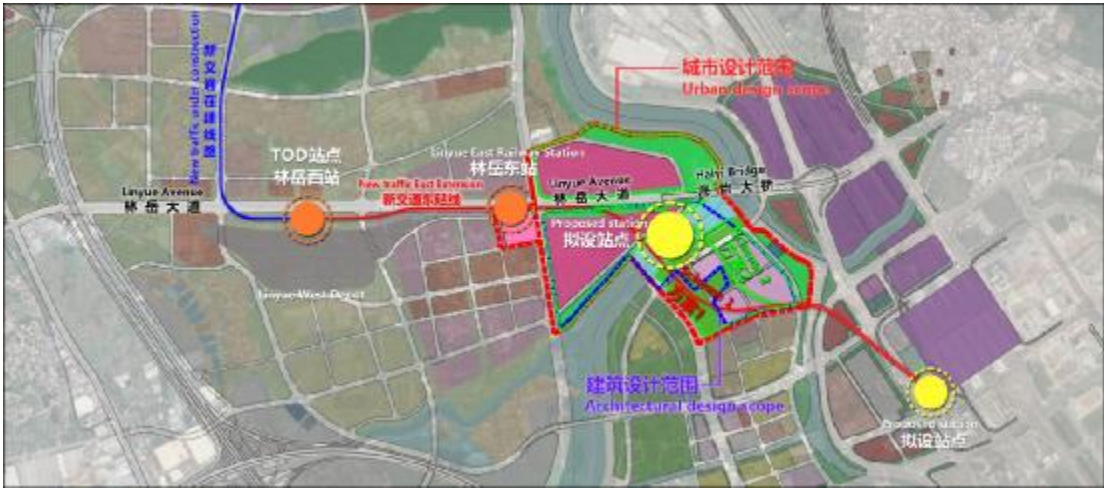 新交通在建线路
New traffic under construction
城市设计范围
Urban design scope
TOD站点
林岳西站
Linyue East Railway Station
林岳东站
Linyue Avenue
林岳大道
New traffic East Extension
新交通东延线
Linyue Avenue
林岳大道
Haiyi Bridge
海怡大桥
Proposed station
拟设站点
Linyue West Depot
建筑设计范围
Architectural design scope
Proposed station
拟设站点